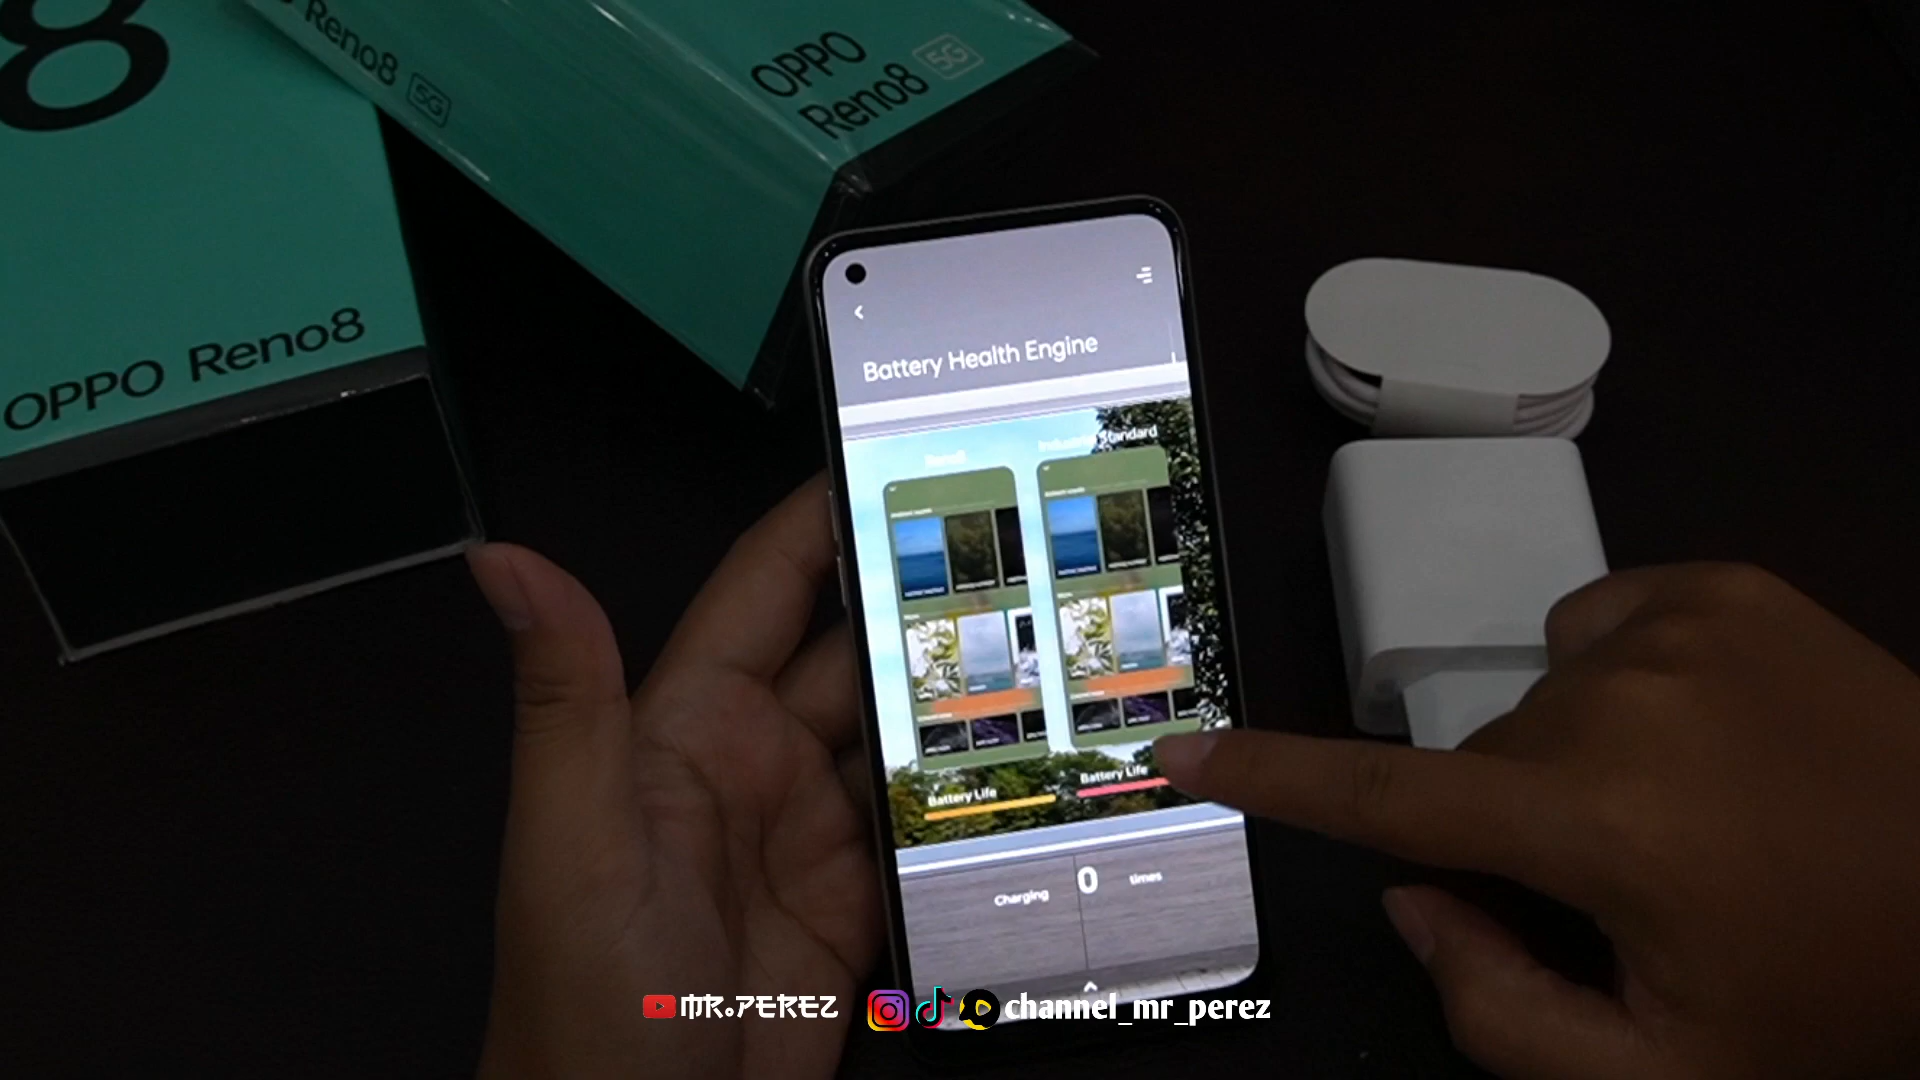 8
Reno8 5G
OPPO
Reno8 5G
OPPO Reno8
Battery Health Engine
Reno8
Industry Standard
Battery Life
Battery Life
Charging 0 times
MR.PEREZ
channel_mr_perez